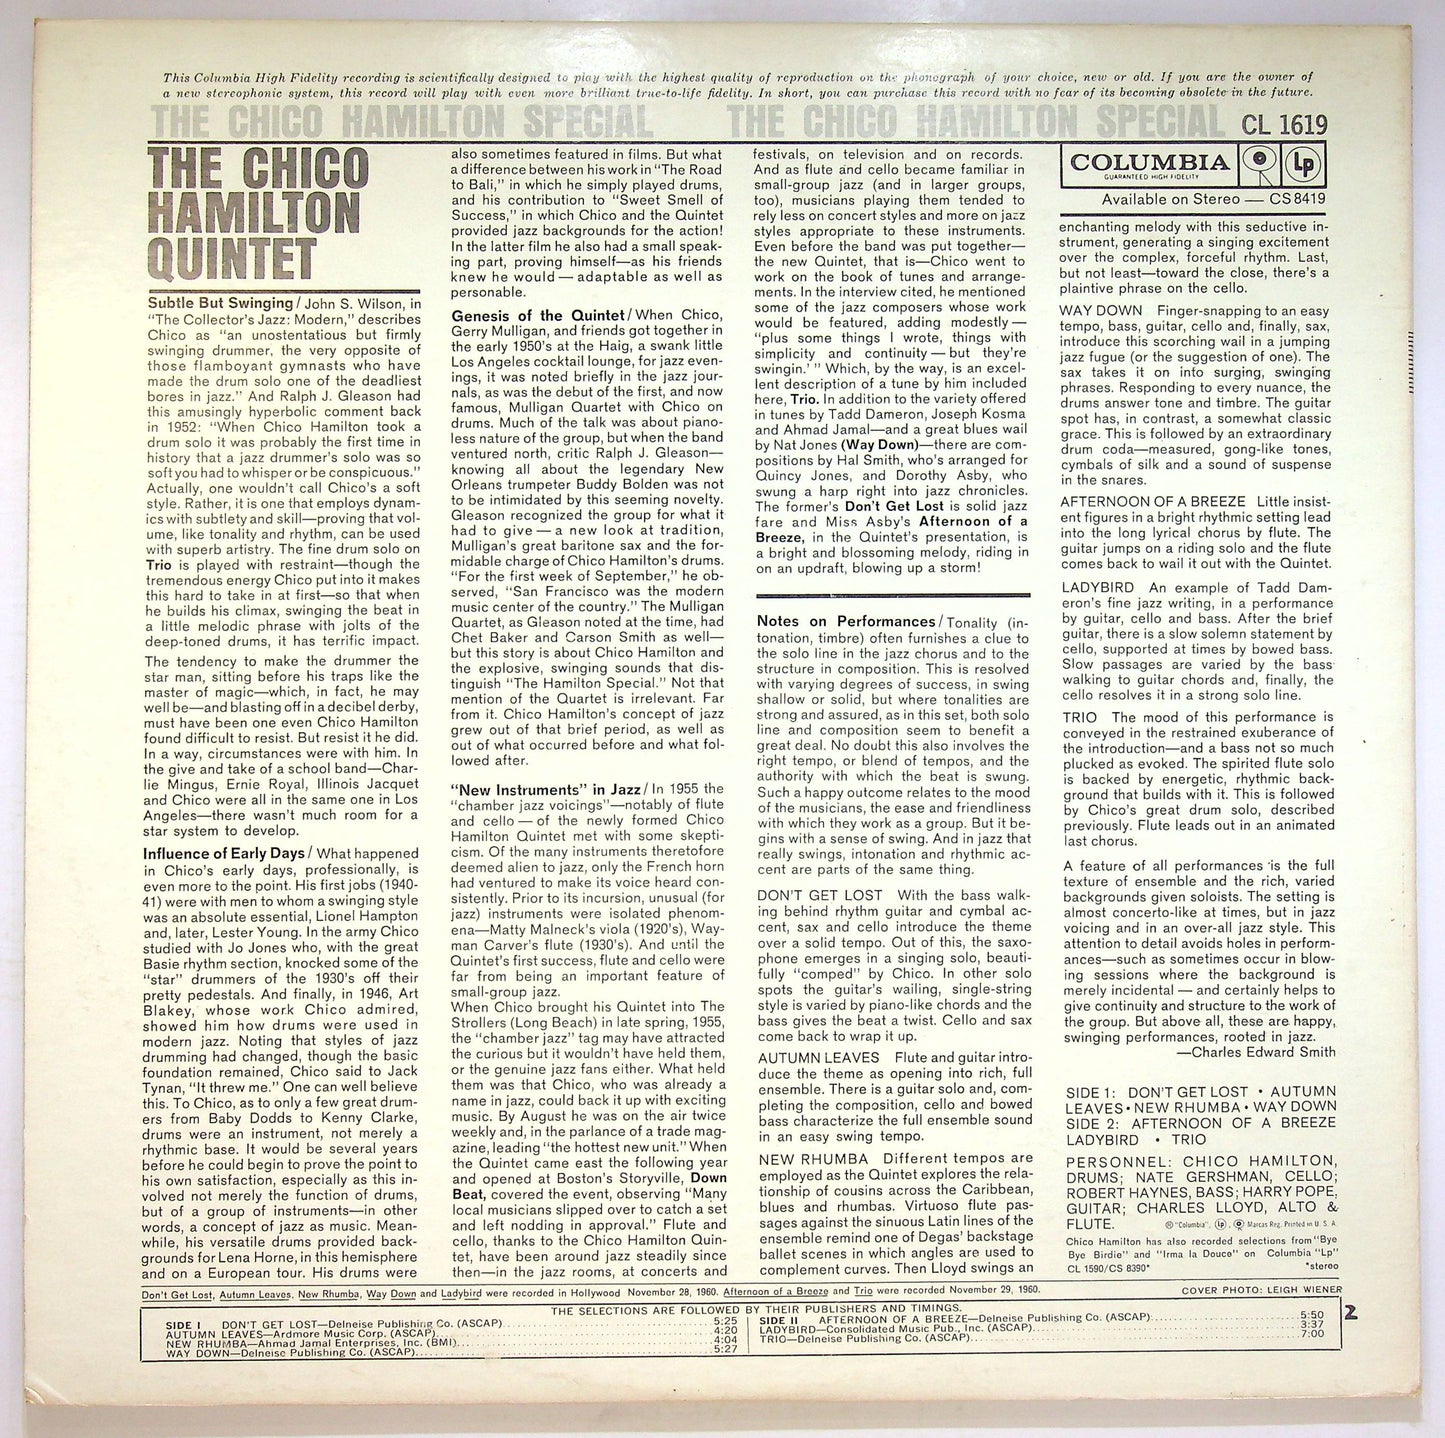 This Columbia High Fidelity recording is scientifically designed to play with the highest quality of reproduction on the phonograph of your choice, new or old. If you are the owner of
a new stereophonic system, this record will play with even more brilliant true-to-life fidelity. In short, you can purchase this record with no fear of its becoming obsolete in the future.
THE CHICO HAMILTON SPECIAL THE CHICO HAMILTON SPECIAL CL 1619
THE CHICO
HAMILTON
QUINTET
Subtle But Swinging / John S. Wilson, in
"The Collector's Jazz: Modern," describes
Chico as "an unostentatious but firmly
swinging drummer, the very opposite of
those flamboyant gymnasts who have
made the drum solo one of the deadliest
bores in jazz." And Ralph J. Gleason had
this amusingly hyperbolic comment back
in 1952: "When Chico Hamilton took a
drum solo it was probably the first time in
history that a jazz drummer's solo was so
soft you had to whisper or be conspicuous."
Actually, one wouldn't call Chico's a soft
style. Rather, it is one that employs dynam-
ics with subtlety and skill—proving that vol-
ume, like tonality and rhythm, can be used
with superb artistry. The fine drum solo on
Trio is played with restraint—though the
tremendous energy Chico put into it makes
this hard to take in at first—so that when
he builds his climax, swinging the beat in
a little melodic phrase with jolts of the
deep-toned drums, it has terrific impact.
The tendency to make the drummer the
star man, sitting before his traps like the
master of magic—which, in fact, he may
well be—and blasting off in a decibel derby,
must have been one even Chico Hamilton
found difficult to resist. But resist it he did.
In a way, circumstances were with him. In
the give and take of a school band—Char-
lie Mingus, Ernie Royal, Illinois Jacquet
and Chico were all in the same one in Los
Angeles—there wasn't much room for a
star system to develop.
Influence of Early Days / What happened
in Chico's early days, professionally, is
even more to the point. His first jobs (1940-
41) were with men to whom a swinging style
was an absolute essential, Lionel Hampton
and, later, Lester Young. In the army Chico
studied with Jo Jones who, with the great
Basie rhythm section, knocked some of the
"star" drummers of the 1930's off their
pretty pedestals. And finally, in 1946, Art
Blakey, whose work Chico admired,
showed him how drums were used in
modern jazz. Noting that styles of jazz
drumming had changed, though the basic
foundation remained, Chico said to Jack
Tynan, "It threw me." One can well believe
this. To Chico, as to only a few great drum-
ers from Baby Dodds to Kenny Clarke,
drums were an instrument, not merely a
rhythmic base. It would be several years
before he could begin to prove the point to
his own satisfaction, especially as this in-
volved not merely the function of drums,
but of a group of instruments—in other
words, a concept of jazz as music. Mean-
while, his versatile drums provided back-
grounds for Lena Horne, in this hemisphere
and on a European tour. His drums were
also sometimes featured in films. But what
a difference between his work in "The Road
to Bali," in which he simply played drums,
and his contribution to "Sweet Smell of
Success," in which Chico and the Quintet
provided jazz backgrounds for the action!
In the latter film he also had a small speak-
ing part, proving himself—as his friends
knew he would — adaptable as well as
personable.
Genesis of the Quintet / When Chico,
Gerry Mulligan, and friends got together in
the early 1950's at the Haig, a swank little
Los Angeles cocktail lounge, for jazz even-
ings, it was noted briefly in the jazz jour-
nals, as was the debut of the first, and now
famous, Mulligan Quartet with Chico on
drums. Much of the talk was about piano-
less nature of the group, but when the band
ventured north, critic Ralph J. Gleason—
knowing all about the legendary New
Orleans trumpeter Buddy Bolden was not
to be intimidated by this seeming novelty.
Gleason recognized the group for what it
had to give — a new look at tradition,
Mulligan's great baritone sax and the for-
midable charge of Chico Hamilton's drums.
"For the first week of September," he ob-
served, "San Francisco was the modern
music center of the country." The Mulligan
Quartet, as Gleason noted at the time, had
Chet Baker and Carson Smith as well—
but this story is about Chico Hamilton and
the explosive, swinging sounds that dis-
tinguish "The Hamilton Special." Not that
mention of the Quartet is irrelevant. Far
from it. Chico Hamilton's concept of jazz
grew out of that brief period, as well as
out of what occurred before and what fol-
lowed after.
"New Instruments" in Jazz / In 1955 the
"chamber jazz voicings"—notably of flute
and cello — of the newly formed Chico
Hamilton Quintet met with some skepti-
cism. Of the many instruments theretofore
deemed alien to jazz, only the French horn
had ventured to make its voice heard con-
sistently. Prior to its incursion, unusual (for
jazz) instruments were isolated phenom-
ena—Matty Malneck's viola (1920's), Way-
man Carver's flute (1930's). And until the
Quintet's first success, flute and cello were
far from being an important feature of
small-group jazz.
When Chico brought his Quintet into The
Strollers (Long Beach) in late spring, 1955,
the "chamber jazz" tag may have attracted
the curious but it wouldn't have held them,
or the genuine jazz fans either. What held
them was that Chico, who was already a
name in jazz, could back it up with exciting
music. By August he was on the air twice
weekly and, in the parlance of a trade mag-
azine, leading "the hottest new unit." When
the Quintet came east the following year
and opened at Boston's Storyville, Down
Beat, covered the event, observing "Many
local musicians slipped over to catch a set
and left nodding in approval." Flute and
cello, thanks to the Chico Hamilton Quin-
tet, have been around jazz steadily since
then—in the jazz rooms, at concerts and
festivals, on television and on records.
And as flute and cello became familiar in
small-group jazz (and in larger groups,
too), musicians playing them tended to
rely less on concert styles and more on jazz
styles appropriate to these instruments.
Even before the band was put together—
the new Quintet, that is—Chico went to
work on the book of tunes and arrange-
ments. In the interview cited, he mentioned
some of the jazz composers whose work
would be featured, adding modestly —
"plus some things I wrote, things with
simplicity and continuity — but they're
swingin.' " Which, by the way, is an excel-
lent description of a tune by him included
here, Trio. In addition to the variety offered
in tunes by Tadd Dameron, Joseph Kosma
and Ahmad Jamal—and a great blues wail
by Nat Jones (Way Down)—there are com-
positions by Hal Smith, who's arranged for
Quincy Jones, and Dorothy Asby, who
swung a harp right into jazz chronicles.
The former's Don't Get Lost is solid jazz
fare and Miss Asby's Afternoon of a
Breeze, in the Quintet's presentation, is
a bright and blossoming melody, riding in
on an updraft, blowing up a storm!
Notes on Performances / Tonality (in-
tonation, timbre) often furnishes a clue to
the solo line in the jazz chorus and to the
structure in composition. This is resolved
with varying degrees of success, in swing
shallow or solid, but where tonalities are
strong and assured, as in this set, both solo
line and composition seem to benefit a
great deal. No doubt this also involves the
right tempo, or blend of tempos, and the
authority with which the beat is swung.
Such a happy outcome relates to the mood
of the musicians, the ease and friendliness
with which they work as a group. But it be-
gins with a sense of swing. And in jazz that
really swings, intonation and rhythmic ac-
cent are parts of the same thing.
DON'T GET LOST With the bass walk-
ing behind rhythm guitar and cymbal ac-
cent, sax and cello introduce the theme
over a solid tempo. Out of this, the saxo-
phone emerges in a singing solo, beauti-
fully "comped" by Chico. In other solo
spots the guitar's wailing, single-string
style is varied by piano-like chords and the
bass gives the beat a twist. Cello and sax
come back to wrap it up.
AUTUMN LEAVES Flute and guitar intro-
duce the theme as opening into rich, full
ensemble. There is a guitar solo and, com-
pleting the composition, cello and bowed
bass characterize the full ensemble sound
in an easy swing tempo.
NEW RHUMBA Different tempos are
employed as the Quintet explores the rela-
tionship of cousins across the Caribbean,
blues and rhumbas. Virtuoso flute pas-
sages against the sinuous Latin lines of the
ensemble remind one of Degas' backstage
ballet scenes in which angles are used to
complement curves. Then Lloyd swings an
COLUMBIA
GUARANTEED HIGH FIDELITY
Lp
Available on Stereo — CS 8419
enchanting melody with this seductive in-
strument, generating a singing excitement
over the complex, forceful rhythm. Last,
but not least—toward the close, there's a
plaintive phrase on the cello.
WAY DOWN Finger-snapping to an easy
tempo, bass, guitar, cello and, finally, sax,
introduce this scorching wail in a jumping
jazz fugue (or the suggestion of one). The
sax takes it on into surging, swinging
phrases. Responding to every nuance, the
drums answer tone and timbre. The guitar
spot has, in contrast, a somewhat classic
grace. This is followed by an extraordinary
drum coda—measured, gong-like tones,
cymbals of silk and a sound of suspense
in the snares.
AFTERNOON OF A BREEZE Little insist-
ent figures in a bright rhythmic setting lead
into the long lyrical chorus by flute. The
guitar jumps on a riding solo and the flute
comes back to wail it out with the Quintet.
LADYBIRD An example of Tadd Dam-
eron's fine jazz writing, in a performance
by guitar, cello and bass. After the brief
guitar, there is a slow solemn statement by
cello, supported at times by bowed bass.
Slow passages are varied by the bass
walking to guitar chords and, finally, the
cello resolves it in a strong solo line.
TRIO The mood of this performance is
conveyed in the restrained exuberance of
the introduction—and a bass not so much
plucked as evoked. The spirited flute solo
is backed by energetic, rhythmic back-
ground that builds with it. This is followed
by Chico's great drum solo, described
previously. Flute leads out in an animated
last chorus.
A feature of all performances is the full
texture of ensemble and the rich, varied
backgrounds given soloists. The setting is
almost concerto-like at times, but in jazz
voicing and in an over-all jazz style. This
attention to detail avoids holes in perform-
ances—such as sometimes occur in blow-
ing sessions where the background is
merely incidental — and certainly helps to
give continuity and structure to the work of
the group. But above all, these are happy,
swinging performances, rooted in jazz.
—Charles Edward Smith
SIDE 1: DON'T GET LOST • AUTUMN
LEAVES • NEW RHUMBA • WAY DOWN
SIDE 2: AFTERNOON OF A BREEZE
LADYBIRD • TRIO
PERSONNEL: CHICO HAMILTON,
DRUMS; NATE GERSHMAN, CELLO;
ROBERT HAYNES, BASS; HARRY POPE,
GUITAR; CHARLES LLOYD, ALTO &
FLUTE. ® "Columbia", Lp, Marcas Reg. Printed in U. S. A.
Chico Hamilton has also recorded selections from "Bye
Bye Birdie" and "Irma la Douce" on Columbia "Lp"
CL 1590/CS 8390* *stereo
Don't Get Lost, Autumn Leaves, New Rhumba, Way Down and Ladybird were recorded in Hollywood November 28, 1960. Afternoon of a Breeze and Trio were recorded November 29, 1960. COVER PHOTO: LEIGH WIENER
THE SELECTIONS ARE FOLLOWED BY THEIR PUBLISHERS AND TIMINGS.
SIDE I DON'T GET LOST—Delneise Publishing Co. (ASCAP) 5:25
AUTUMN LEAVES—Ardmore Music Corp. (ASCAP) 4:20
NEW RHUMBA—Ahmad Jamal Enterprises, Inc. (BMI) 4:04
WAY DOWN—Delneise Publishing Co. (ASCAP) 5:27
SIDE II AFTERNOON OF A BREEZE—Delneise Publishing Co. (ASCAP) 5:50
LADYBIRD—Consolidated Music Pub., Inc. (ASCAP) 3:37
TRIO—Delneise Publishing Co. (ASCAP) 7:00
2